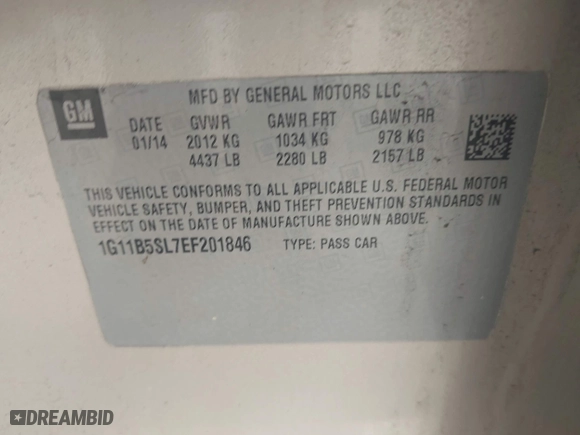 GM
MFD BY GENERAL MOTORS LLC
DATE GVWR GAWR FRT GAWR RR
01/14 2012 KG 1034 KG 978 KG
4437 LB 2280 LB 2157 LB
THIS VEHICLE CONFORMS TO ALL APPLICABLE U.S. FEDERAL MOTOR
VEHICLE SAFETY, BUMPER, AND THEFT PREVENTION STANDARDS IN
EFFECT ON THE DATE OF MANUFACTURE SHOWN ABOVE.
1G11B5SL7EF201846 TYPE: PASS CAR
DREAMBID